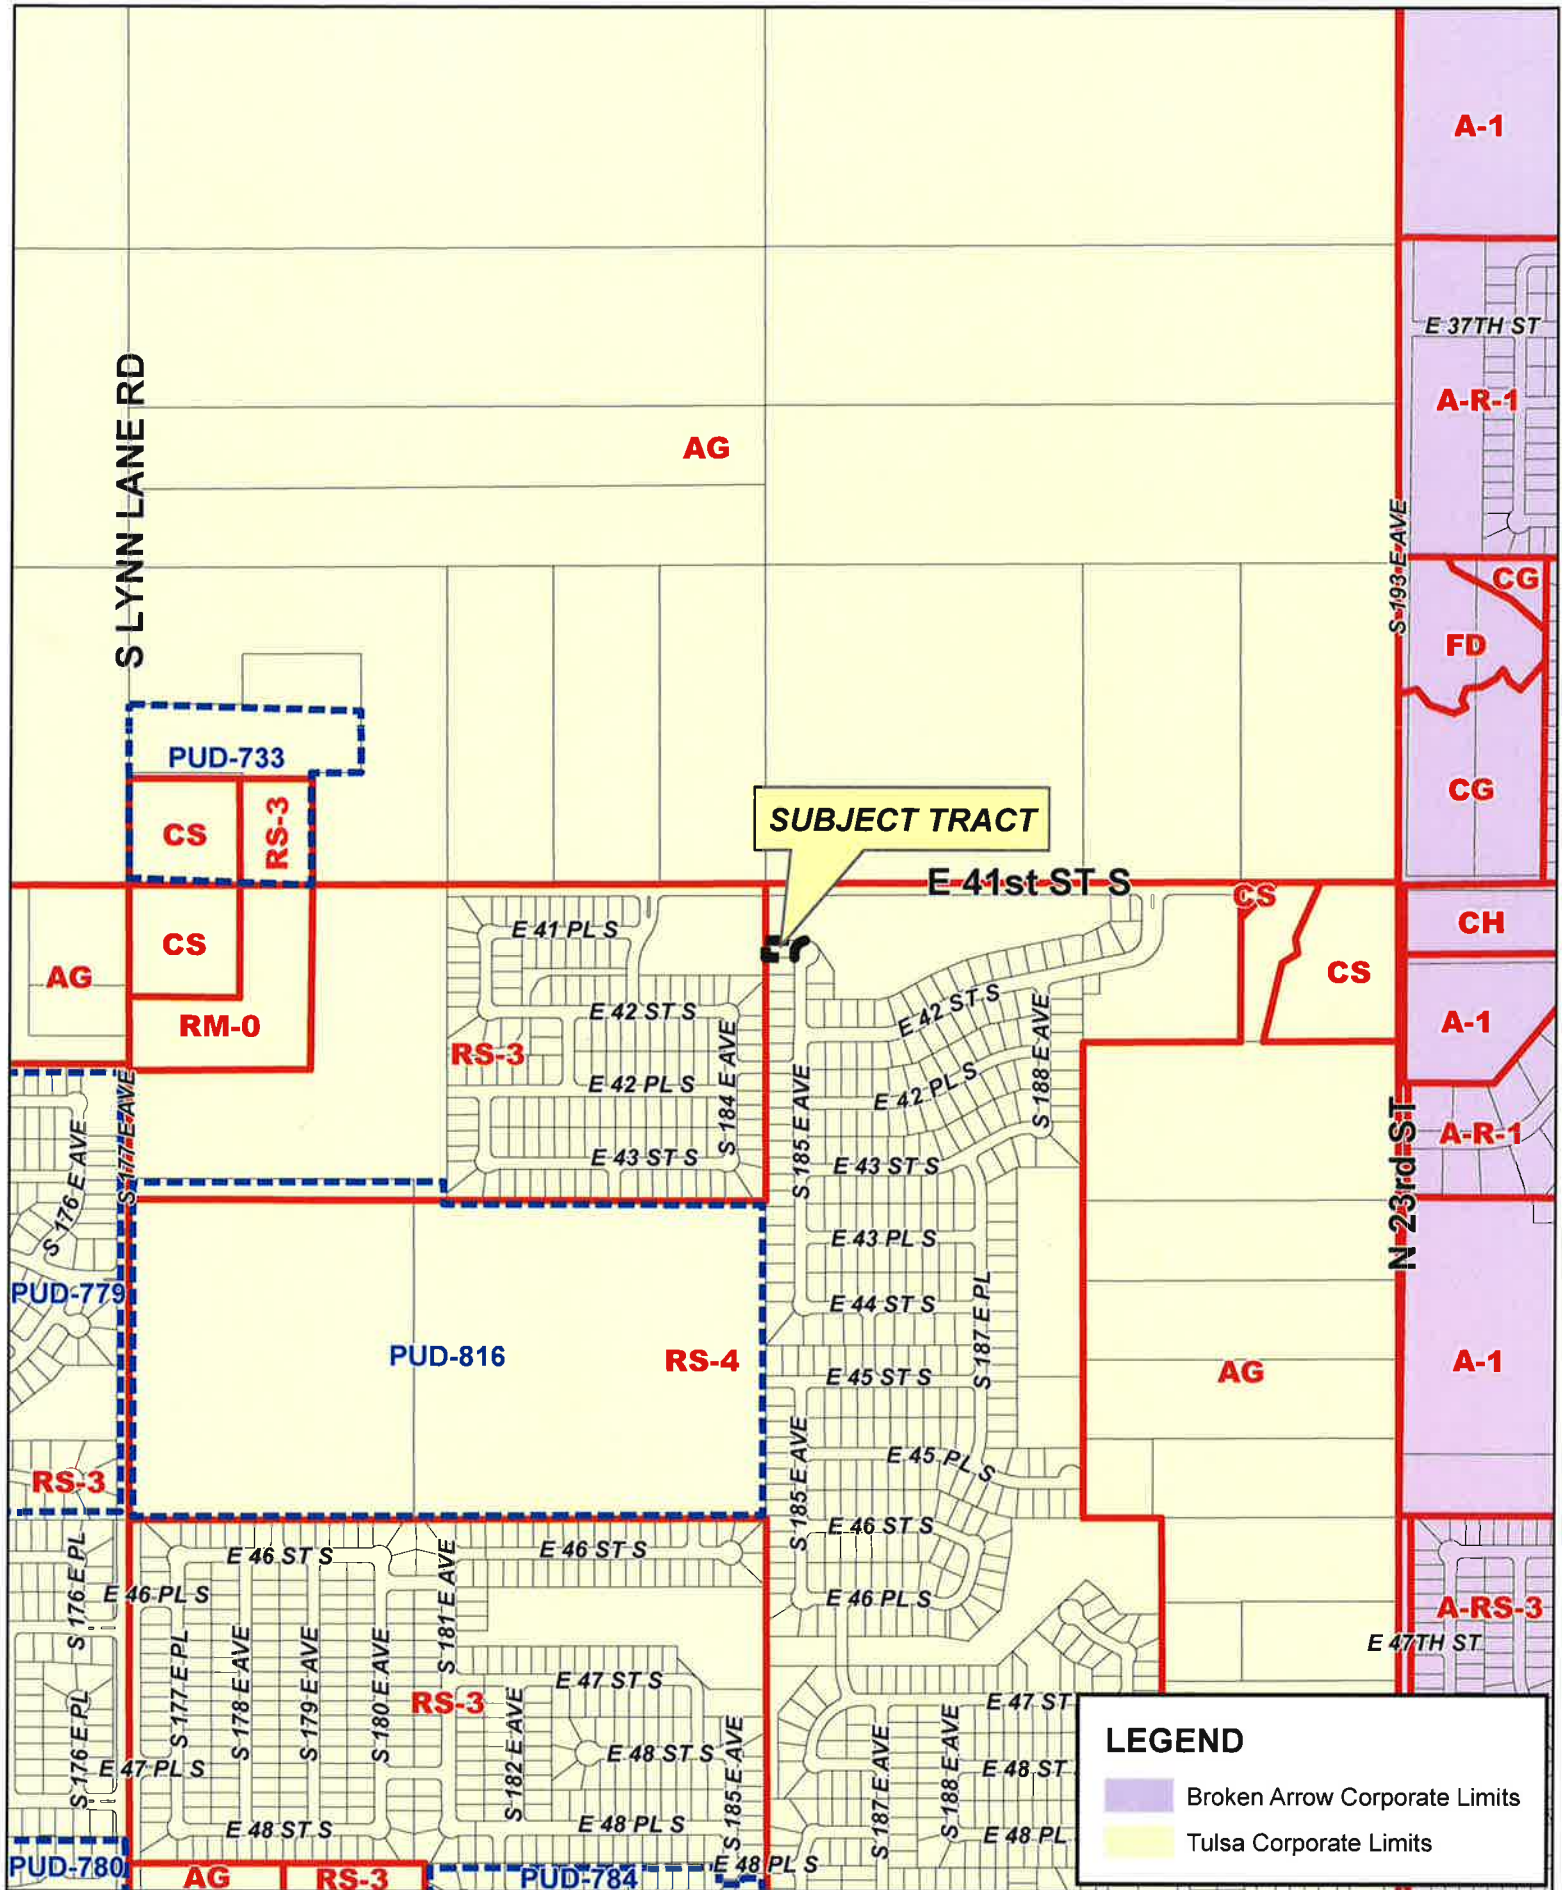 A-1
E 37TH ST
A-R-1
S LYNN LANE RD
AG
S 193 E AVE
CG
FD
PUD-733
CG
CS
RS-3
SUBJECT TRACT
E 41st ST S
CS
CH
E 41 PL S
CS
AG
CS
RM-0
E 42 ST S
E 42 ST S
S 188 E AVE
A-1
RS-3
S 184 E AVE
E 42 PL S
E 42 PL S
S 185 E AVE
S 177 E AVE
S 176 E AVE
E 43 ST S
E 43 ST S
N 23rd ST
A-R-1
E 43 PL S
PUD-779
E 44 ST S
S 187 E PL
PUD-816
RS-4
E 45 ST S
AG
A-1
S 185 E AVE
E 45 PL S
RS-3
E 46 ST S
E 46 ST S
E 46 ST S
S 176 E PL
E 46 PL S
S 181 E AVE
E 46 PL S
A-RS-3
E 47TH ST
S 177 E PL
S 178 E AVE
S 179 E AVE
S 180 E AVE
RS-3
E 47 ST S
E 47 ST
S 176 E PL
E 47 PL S
S 182 E AVE
E 48 ST S
S 185 E AVE
S 187 E AVE
S 188 E AVE
E 48 ST
E 48 ST S
E 48 PL S
E 48 PL
PUD-780
AG
RS-3
PUD-784
E 48 PL S
LEGEND
Broken Arrow Corporate Limits
Tulsa Corporate Limits